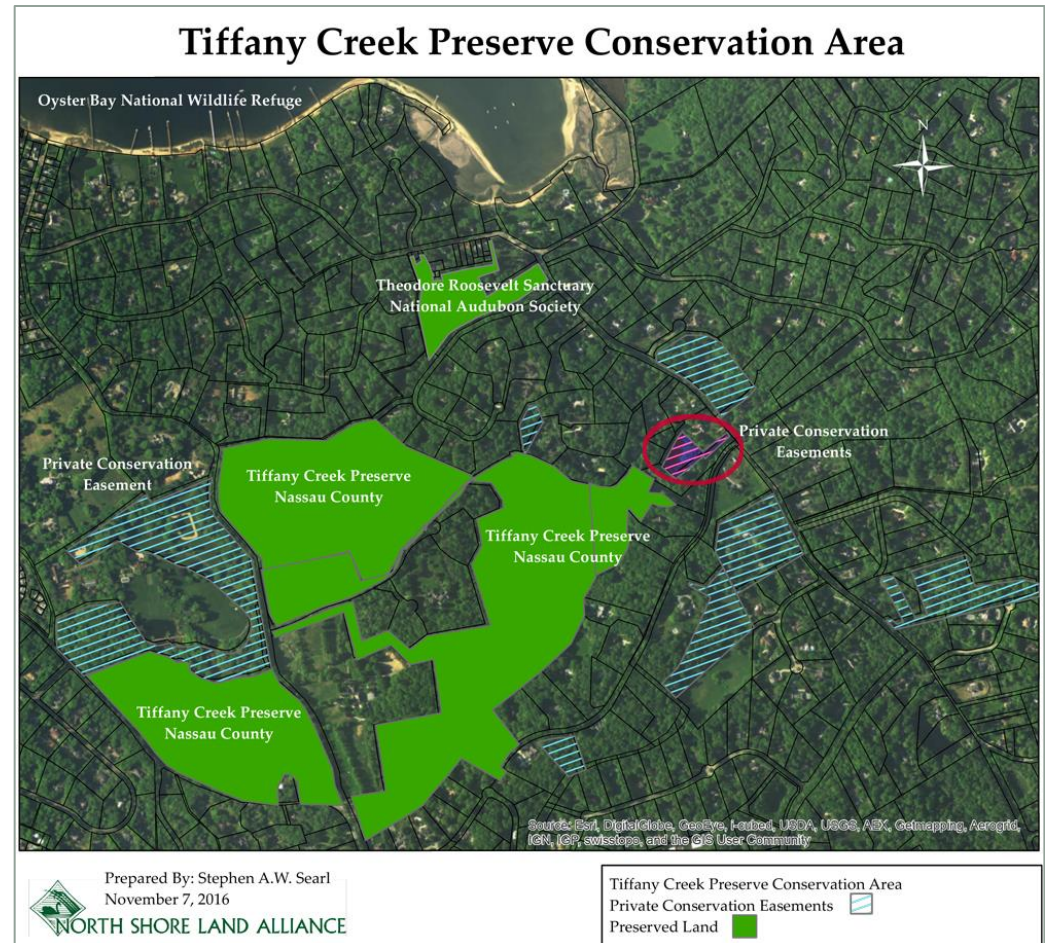 Tiffany Creek Preserve Conservation Area
Oyster Bay National Wildlife Refuge
N
Theodore Roosevelt Sanctuary
National Audubon Society
Private Conservation
Easements
Private Conservation
Easement
Tiffany Creek Preserve
Nassau County
Tiffany Creek Preserve
Nassau County
Tiffany Creek Preserve
Nassau County
Source: Esri, DigitalGlobe, GeoEye, i-cubed, USDA, USGS, AEX, Getmapping, Aerogrid,
IGN, IGP, swisstopo, and the GIS User Community
Prepared By: Stephen A.W. Searl
November 7, 2016
NORTH SHORE LAND ALLIANCE
Tiffany Creek Preserve Conservation Area
Private Conservation Easements
Preserved Land